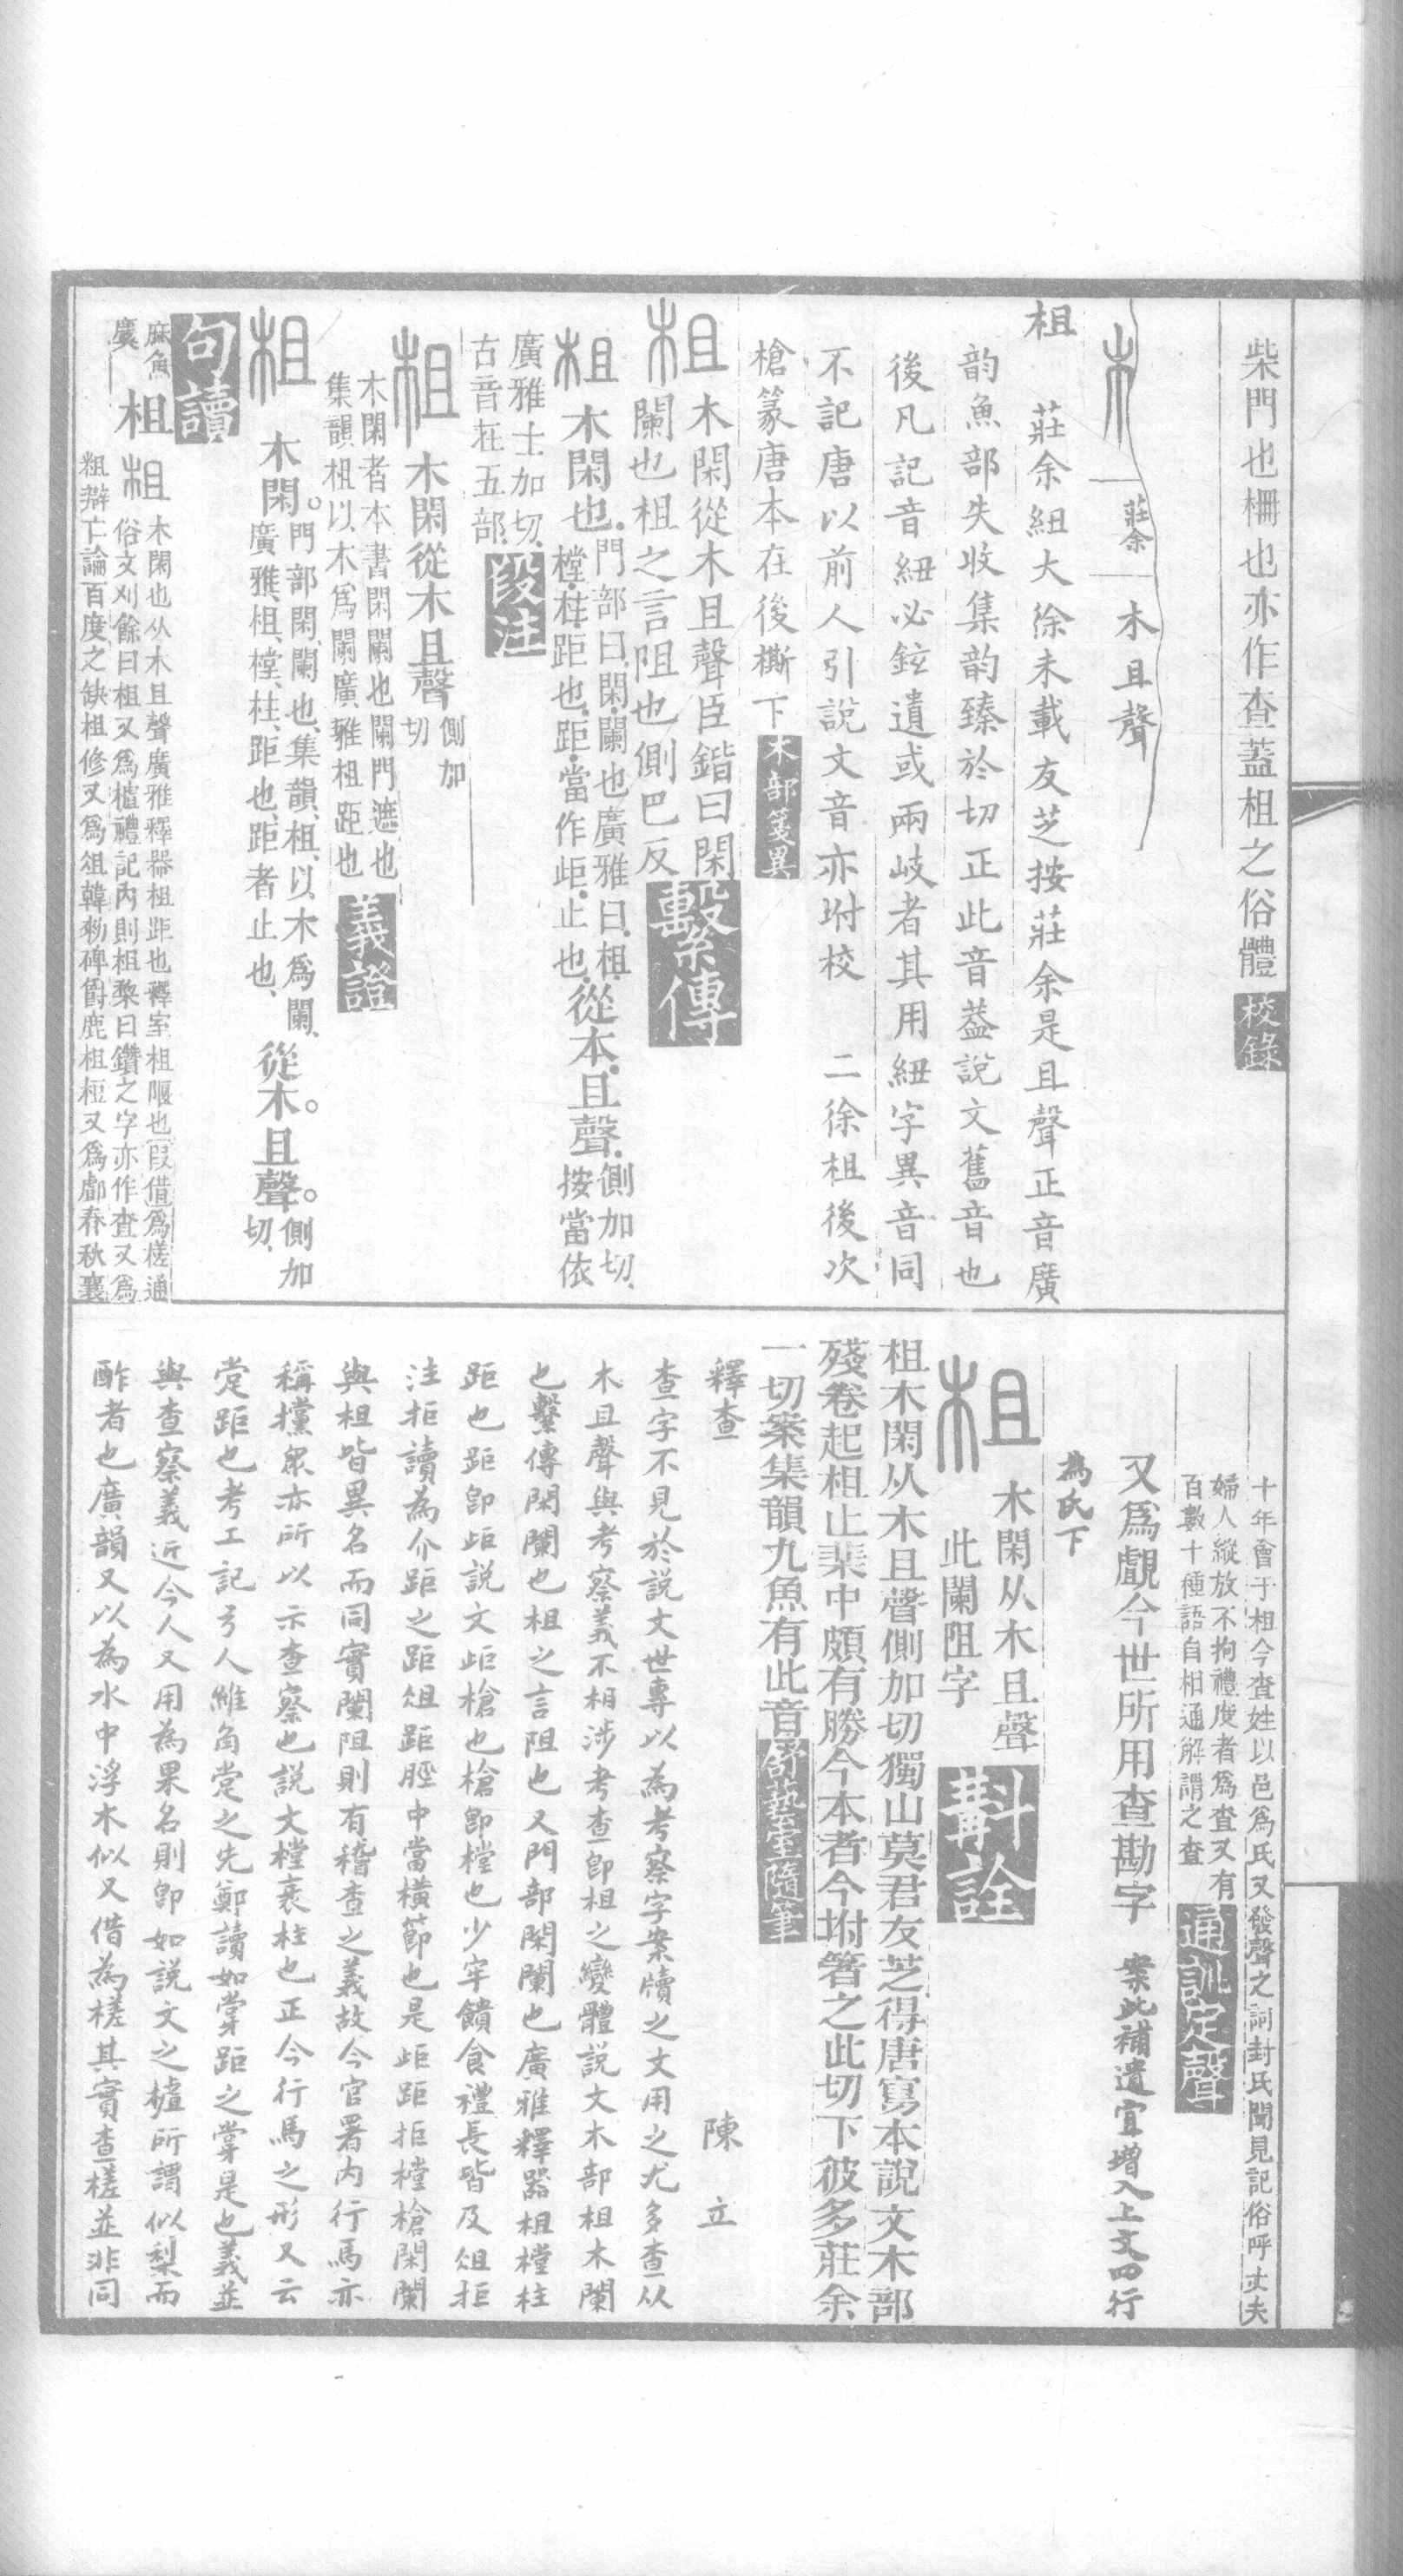 柴門也柵也亦作查蓋柤之俗體 校錄
莊余 木且聲
柤 莊余紐大徐未載友芝按莊余是且聲正音廣
韵魚部失收集韵臻於切正此音葢說文舊音也
後凡記音紐必鉉遺或兩岐者其用紐字異音同
不記唐以前人引說文音亦坿校 二徐柤後次
槍篆唐本在後㯕下 木部箋異
柤 木閑從木且聲臣鍇曰閑
闌也柤之言阻也側巴反 繫傳
柤 木閑也
門部曰閑闌也廣雅曰柤
樘柱距也距當作歫止也
從木且聲
側加切
按當依
廣雅士加切
古音在五部 段注
柤 木閑從木且聲
側加
切
木閑者本書閑闌也闌門遮也
集韻柤以木爲闌廣雅柤距也 義證
柤 木閑
門部閑闌也集韻柤以木爲闌
廣雅柤樘柱距也距者止也
從木且聲
側加
切
句讀
麻魚
柤 柤
木閑也从木且聲廣雅釋器柤距也釋室柤隁也叚借爲槎通
俗文刈餘曰柤又爲樝禮記內則柤棃曰鑽之字亦作查又爲
粗辯亡論百度之缺柤修又爲俎韓勑碑爵鹿柤梪又爲䣜春秋襄
十年會于柤今查姓以邑爲氏又發聲之詞封氏聞見記俗呼丈夫
婦人縱放不拘禮度者爲査又有
百數十種語自相通解謂之査 通訓定聲
又爲覰今世所用查勘字 案此補遺宜增入上文四行
爲氏下
柤 木閑从木且聲
此闌阻字 斠詮
柤木閑从木且聲側加切獨山莫君友芝得唐寫本說文木部
殘卷起柤止㮚中頗有勝今本者今坿箸之此切下彼多莊余
一切案集韻九魚有此音 舒埶室隨筆
釋查 陳立
查字不見於說文世專以為考察字案牘之文用之尤多查从
木且聲與考察義不相涉考查卽柤之變體說文木部柤木闌
也繫傳閑闌也柤之言阻也又門部閑闌也廣雅釋器柤樘柱
距也距卽歫說文歫槍也槍卽樘也少牢饋食禮長皆及俎拒
注拒讀為介距之距俎距脛中當橫節也是歫距拒樘槍閑闌
與柤皆異名而同實闌阻則有稽查之義故今官署內行馬亦
稱攩眾亦所以示查察也說文樘衺柱也正今行馬之形又云
定距也考工記弓人維角定之先鄭讀如牚距之牚是也義並
與查察義近今人又用為果名則卽如說文之樝所謂似梨而
酢者也廣韻又以為水中浮木似又借為槎其實查槎並非同